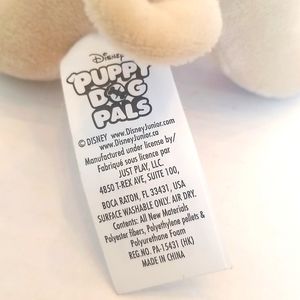 Disney
PUPPY
DOG
PALS
© DISNEY www.DisneyJunior.com
www.DisneyJunior.ca
Manufactured under license by/
Fabriqué sous licence par
JUST PLAY, LLC.
4850 T-REX AVE, SUITE 100,
BOCA RATON, FL 33431, USA
SURFACE WASHABLE ONLY. AIR DRY.
Contents: All New Materials
Polyester fibers, Polyethylene pellets &
Polyurethane Foam
REG.NO. PA-15431 (HK)
MADE IN CHINA